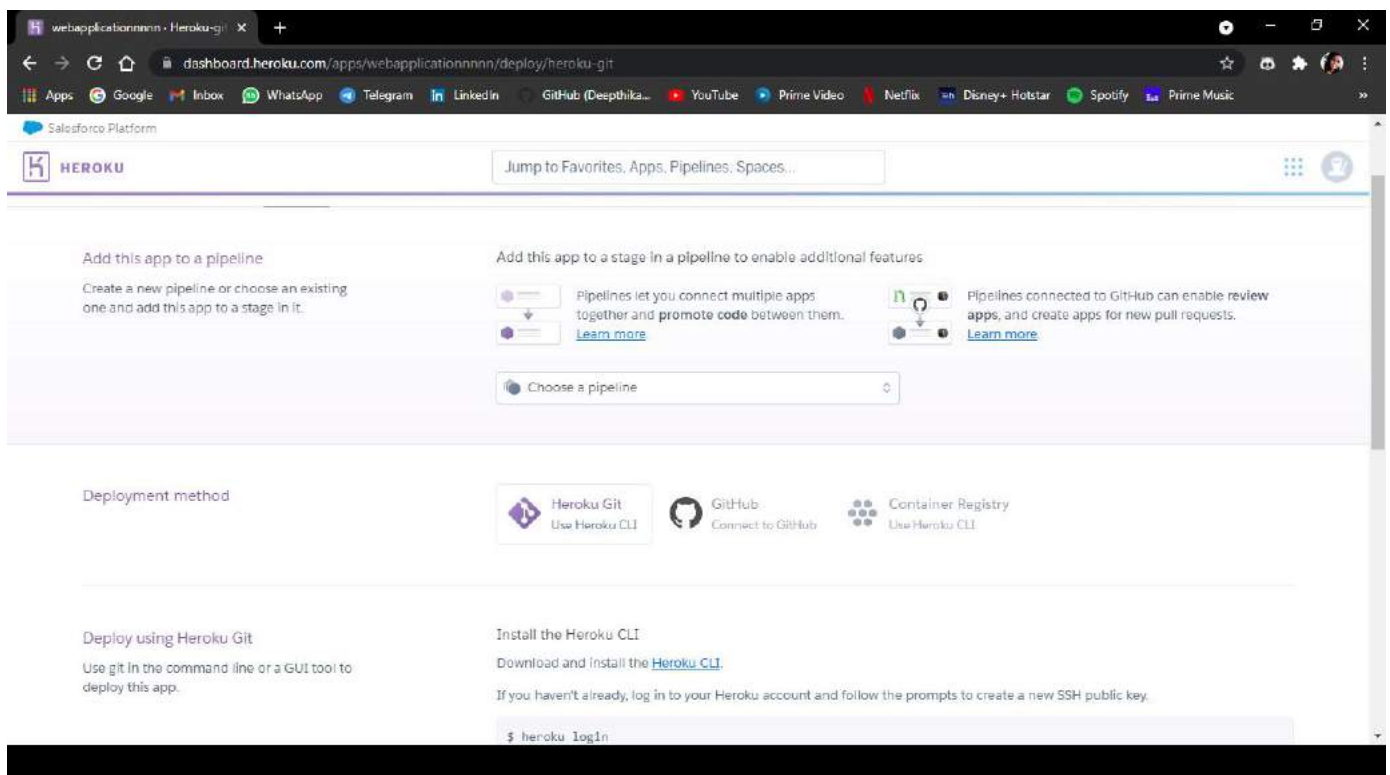 webapplicationnnnn · Heroku-git
dashboard.heroku.com/apps/webapplicationnnnn/deploy/heroku-git
Apps Google Inbox WhatsApp Telegram LinkedIn GitHub (Deepthika... YouTube Prime Video Netflix Disney+ Hotstar Spotify Prime Music »
Salesforce Platform
HEROKU
Jump to Favorites, Apps, Pipelines, Spaces...
Add this app to a pipeline
Create a new pipeline or choose an existing
one and add this app to a stage in it.
Add this app to a stage in a pipeline to enable additional features
Pipelines let you connect multiple apps
together and promote code between them.
Learn more
Pipelines connected to GitHub can enable review
apps, and create apps for new pull requests.
Learn more
Choose a pipeline
Deployment method
Heroku Git
Use Heroku CLI
GitHub
Connect to GitHub
Container Registry
Use Heroku CLI
Deploy using Heroku Git
Use git in the command line or a GUI tool to
deploy this app.
Install the Heroku CLI
Download and install the Heroku CLI.
If you haven't already, log in to your Heroku account and follow the prompts to create a new SSH public key.
$ heroku login